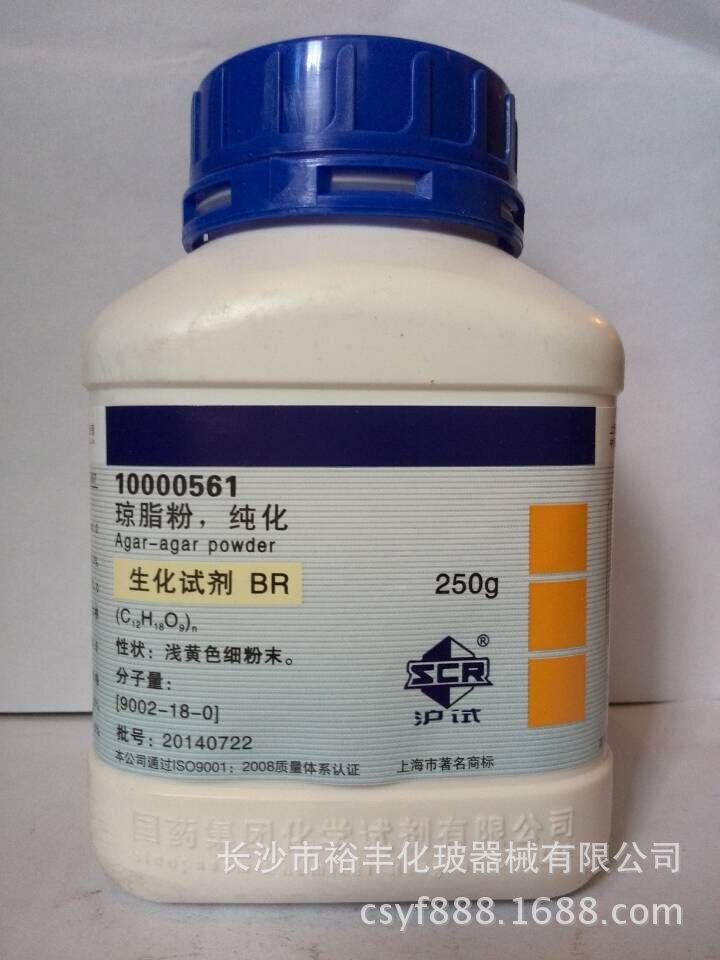 10000561
琼脂粉，纯化
Agar-agar powder
生化试剂 BR
250g
(C₁₂H₁₈O₉)ₙ
性状：浅黄色细粉末。
分子量：
[9002-18-0]
批号：20140722
本公司通过ISO9001：2008质量体系认证
SCR®
沪试
上海市著名商标
国药集团化学试剂有限公司
长沙市裕丰化玻器械有限公司
csyf888.1688.com